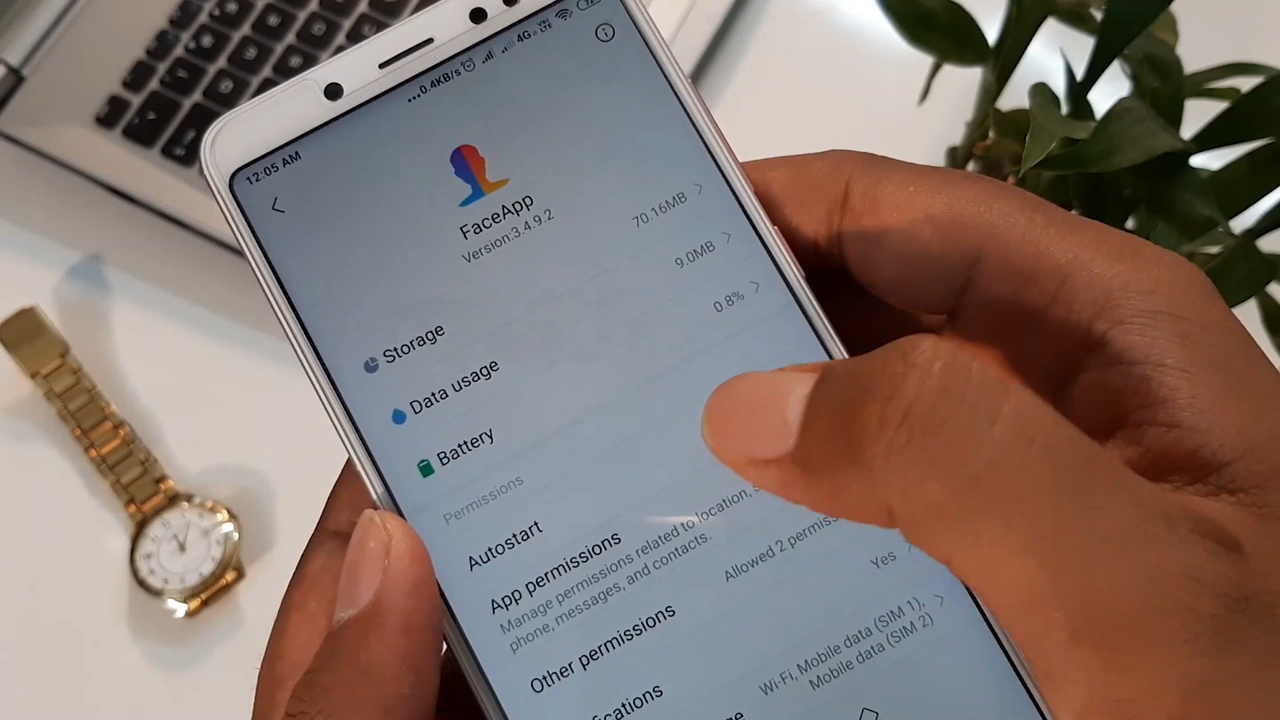 ...0.4KB/s 4G VoLTE LTE
12:05 AM
FaceApp
Version:3.4.9.2
Storage 70.16MB
Data usage 9.0MB
Battery 0.8%
Permissions
Autostart
App permissions
Manage permissions related to location,
phone, messages, and contacts.
Other permissions Allowed 2
Yes
Wi-Fi, Mobile data (SIM 1),
Mobile data (SIM 2)